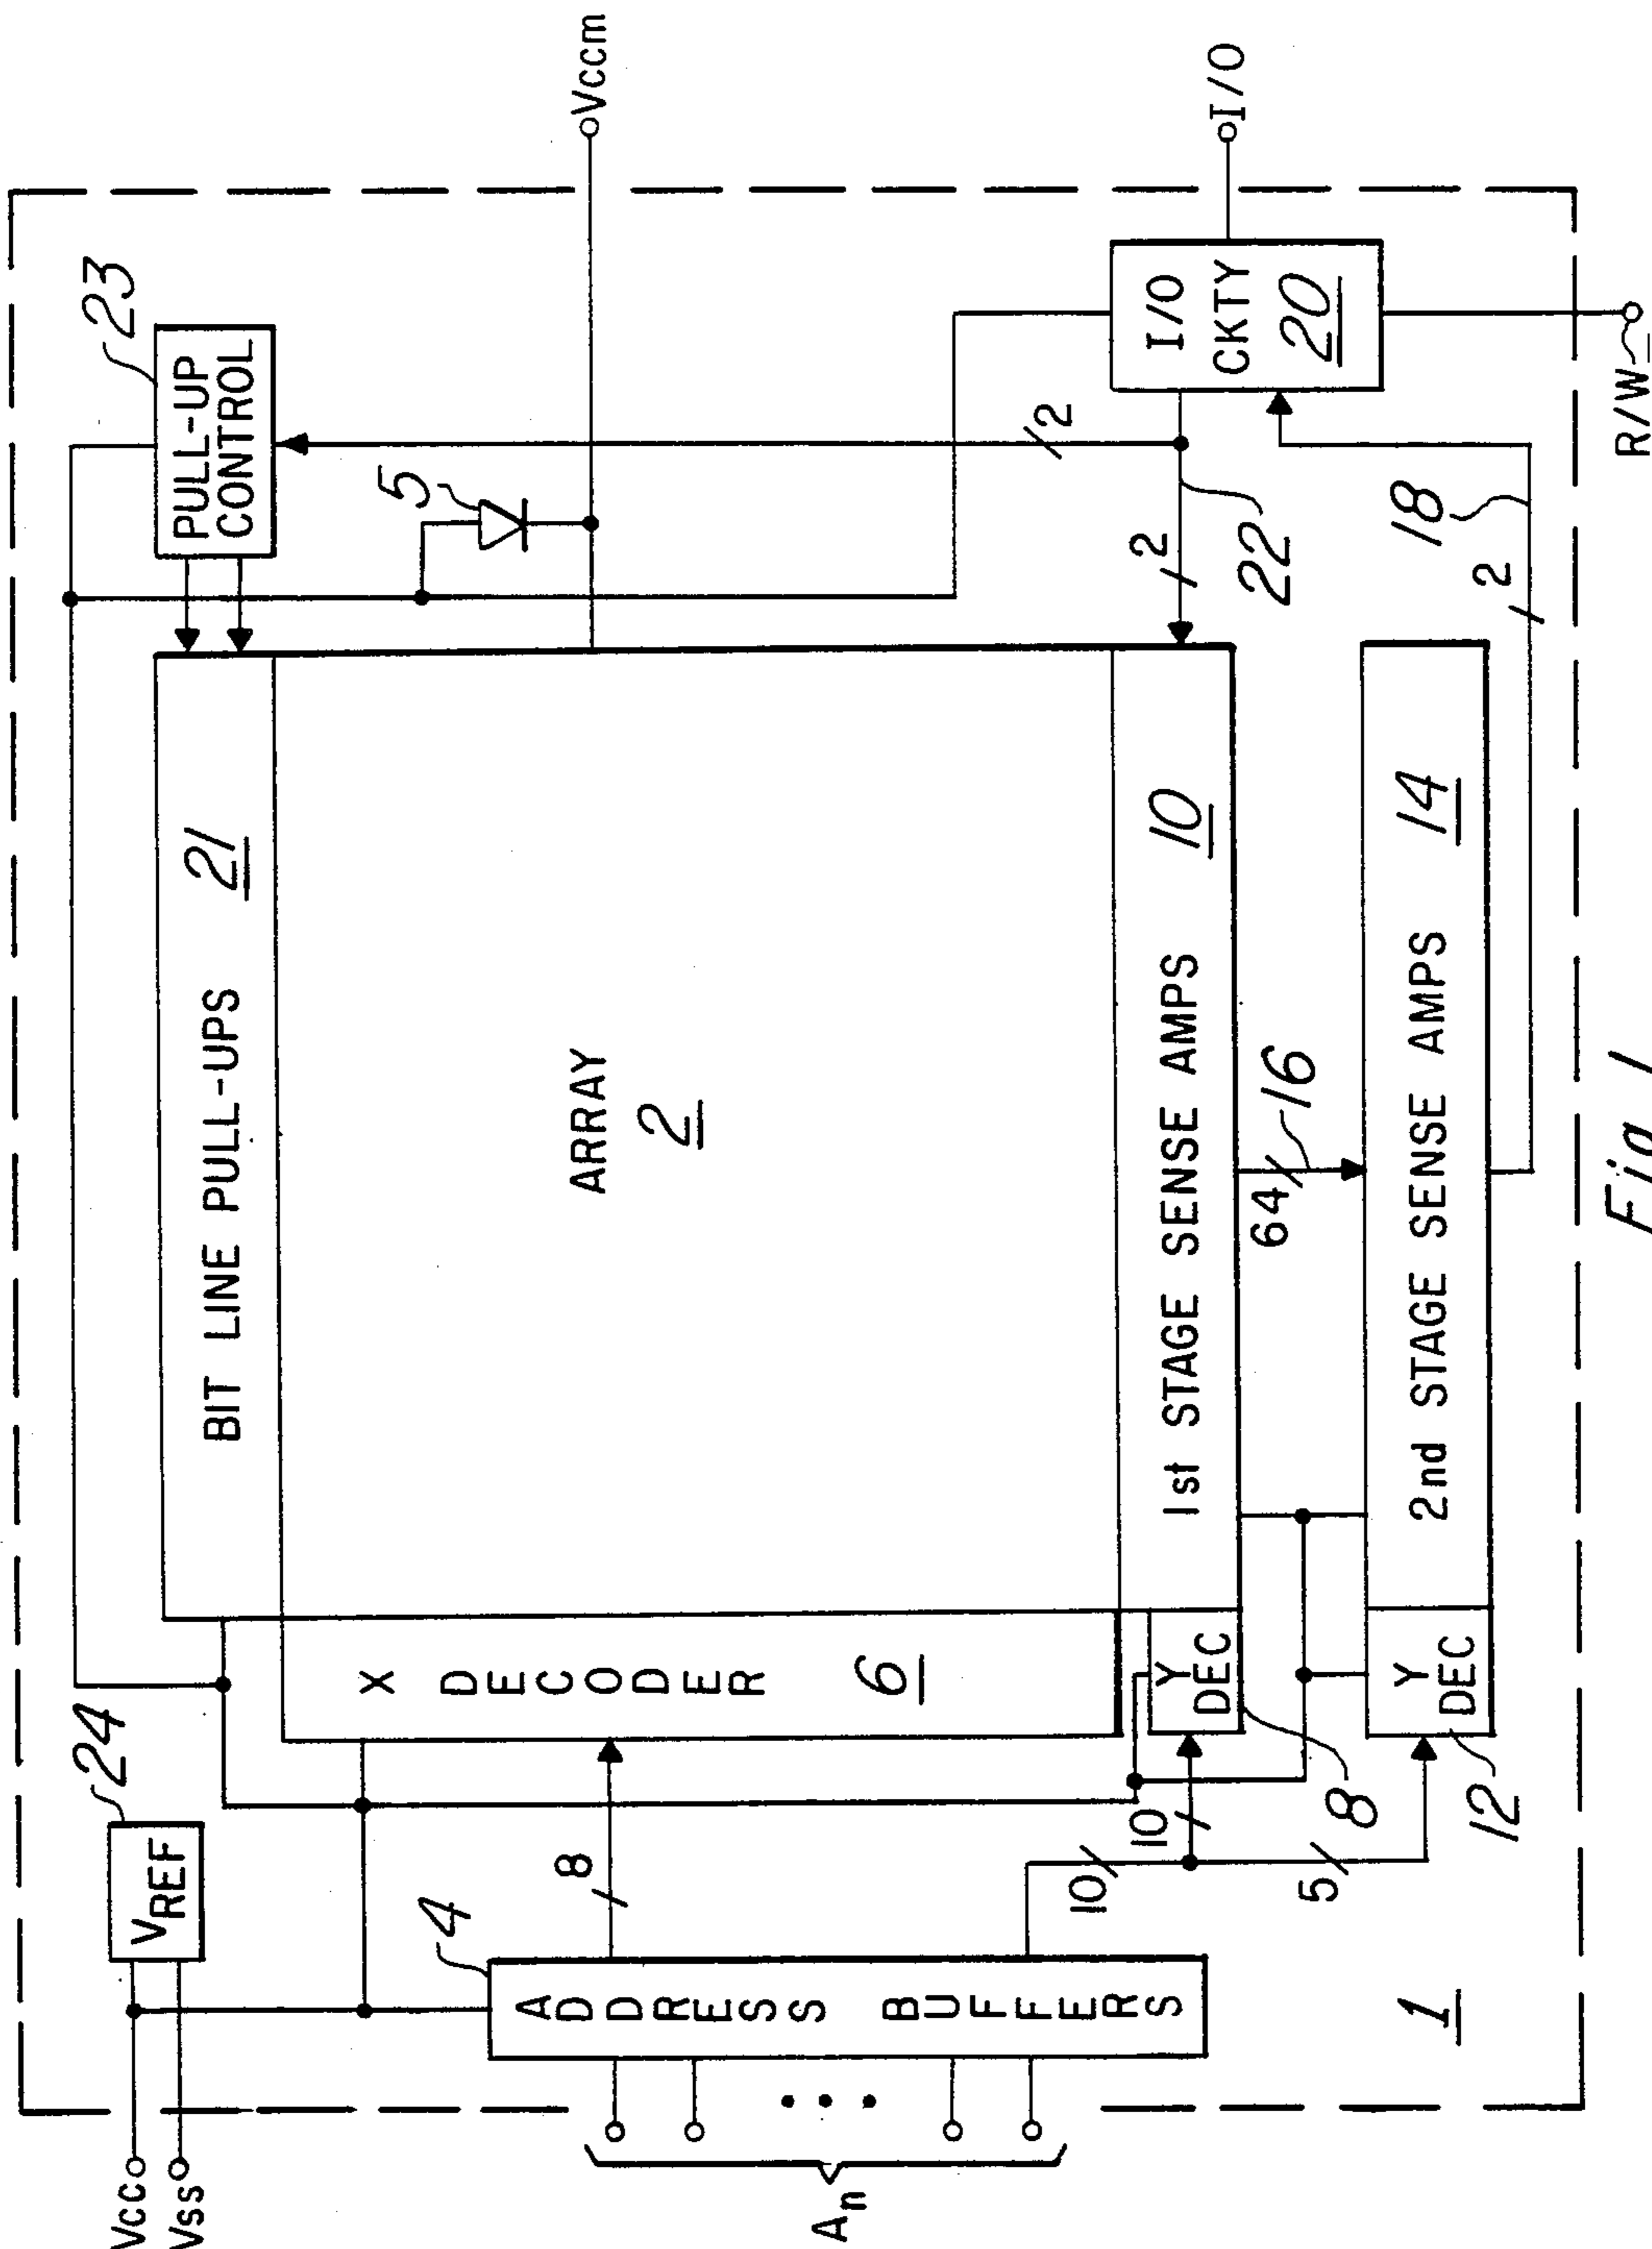 Vcc
Vss
VREF
24
PULL-UP
CONTROL
23
BIT LINE PULL-UPS 21
5
Vccm
ARRAY
2
X DECODER 6
8
4
ADDRESS BUFFERS
An
10
10
5
Y
DEC
8
1st STAGE SENSE AMPS 10
2
2
22
I/O
CKTY
20
I/O
64
16
Y
DEC
12
2nd STAGE SENSE AMPS 14
2
18
R/W_
1
Fig. 1